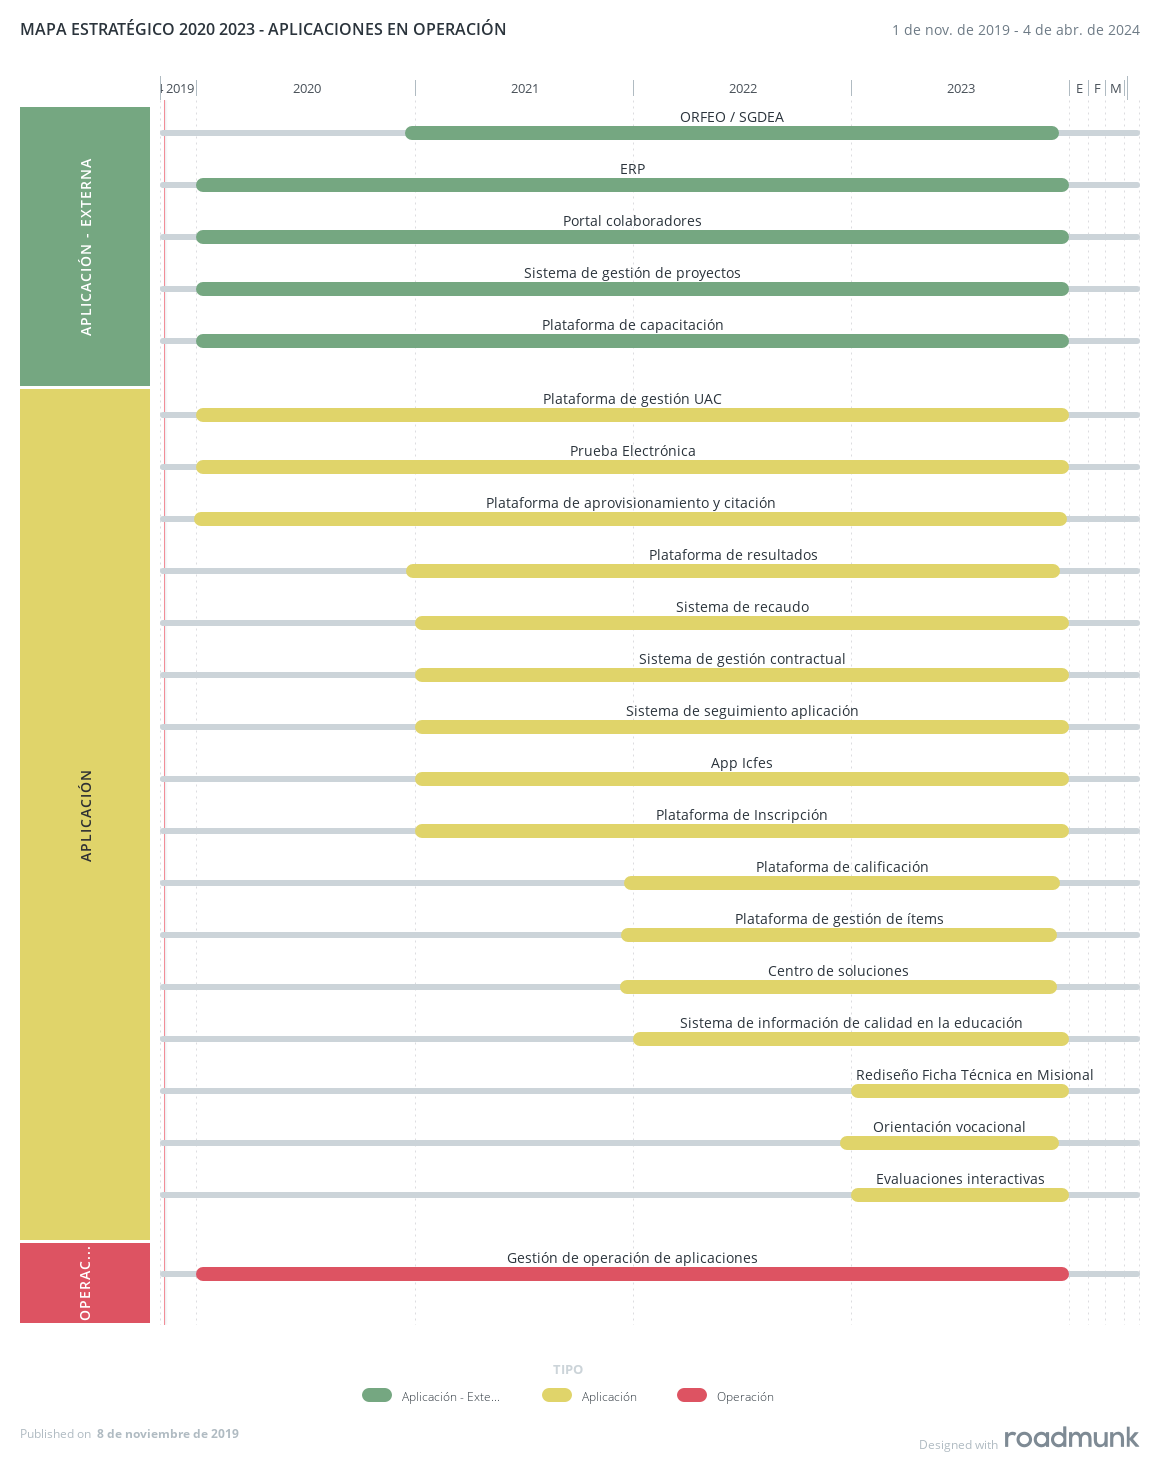 MAPA ESTRATÉGICO 2020 2023 - APLICACIONES EN OPERACIÓN
1 de nov. de 2019 - 4 de abr. de 2024
2019 2020 2021 2022 2023 E F M
APLICACIÓN - EXTERNA
ORFEO / SGDEA
ERP
Portal colaboradores
Sistema de gestión de proyectos
Plataforma de capacitación
APLICACIÓN
Plataforma de gestión UAC
Prueba Electrónica
Plataforma de aprovisionamiento y citación
Plataforma de resultados
Sistema de recaudo
Sistema de gestión contractual
Sistema de seguimiento aplicación
App Icfes
Plataforma de Inscripción
Plataforma de calificación
Plataforma de gestión de ítems
Centro de soluciones
Sistema de información de calidad en la educación
Rediseño Ficha Técnica en Misional
Orientación vocacional
Evaluaciones interactivas
OPERAC...
Gestión de operación de aplicaciones
TIPO
Aplicación - Exte... Aplicación Operación
Published on 8 de noviembre de 2019
Designed with roadmunk